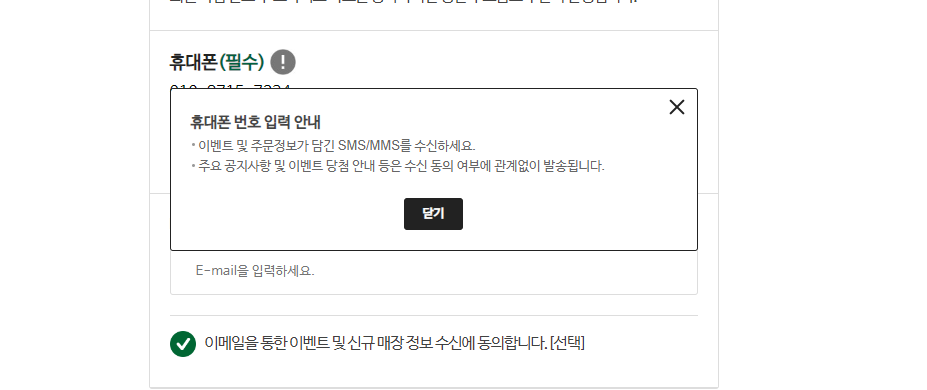 휴대폰(필수)
휴대폰 번호 입력 안내
• 이벤트 및 주문정보가 담긴 SMS/MMS를 수신하세요.
• 주요 공지사항 및 이벤트 당첨 안내 등은 수신 동의 여부에 관계없이 발송됩니다.
닫기
E-mail을 입력하세요.
이메일을 통한 이벤트 및 신규 매장 정보 수신에 동의합니다. [선택]